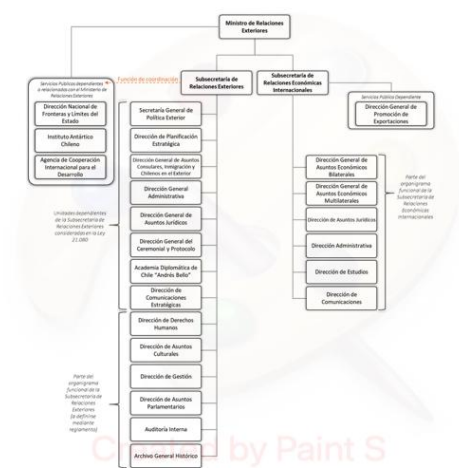 Ministro de Relaciones
Exteriores
Servicios Públicos dependientes
o relacionados con el Ministerio de
Relaciones Exteriores
Función de coordinación
Subsecretaría de
Relaciones Exteriores
Subsecretaría de
Relaciones Económicas
Internacionales
Servicios Pública Dependiente
Dirección General de
Promoción de
Exportaciones
Dirección Nacional de
Fronteras y Límites del
Estado
Instituto Antártico
Chileno
Agencia de Cooperación
Internacional para el
Desarrollo
Unidades dependientes
de la Subsecretaría de
Relaciones Exteriores
consideradas en la Ley
21.080
Secretaría General de
Política Exterior
Dirección de Planificación
Estratégica
Dirección General de Asuntos
Consulares, Inmigración y
Chilenos en el Exterior
Dirección General
Administrativa
Dirección General de
Asuntos Jurídicos
Dirección General del
Ceremonial y Protocolo
Academia Diplomática de
Chile "Andrés Bello"
Dirección de
Comunicaciones
Estratégicas
Parte del
organigrama
funcional de la
Subsecretaría de
Relaciones
Exteriores
(a definirse
mediante
reglamento)
Dirección de Derechos
Humanos
Dirección de Asuntos
Culturales
Dirección de Gestión
Dirección de Asuntos
Parlamentarios
Auditoría Interna
Archivo General Histórico
Dirección General de
Asuntos Económicos
Bilaterales
Dirección General de
Asuntos Económicos
Multilaterales
Dirección de Asuntos Jurídicos
Dirección Administrativa
Dirección de Estudios
Dirección de
Comunicaciones
Parte del
organigrama
funcional de la
Subsecretaría de
Relaciones
Económicas
Internacionales
Created by Paint S